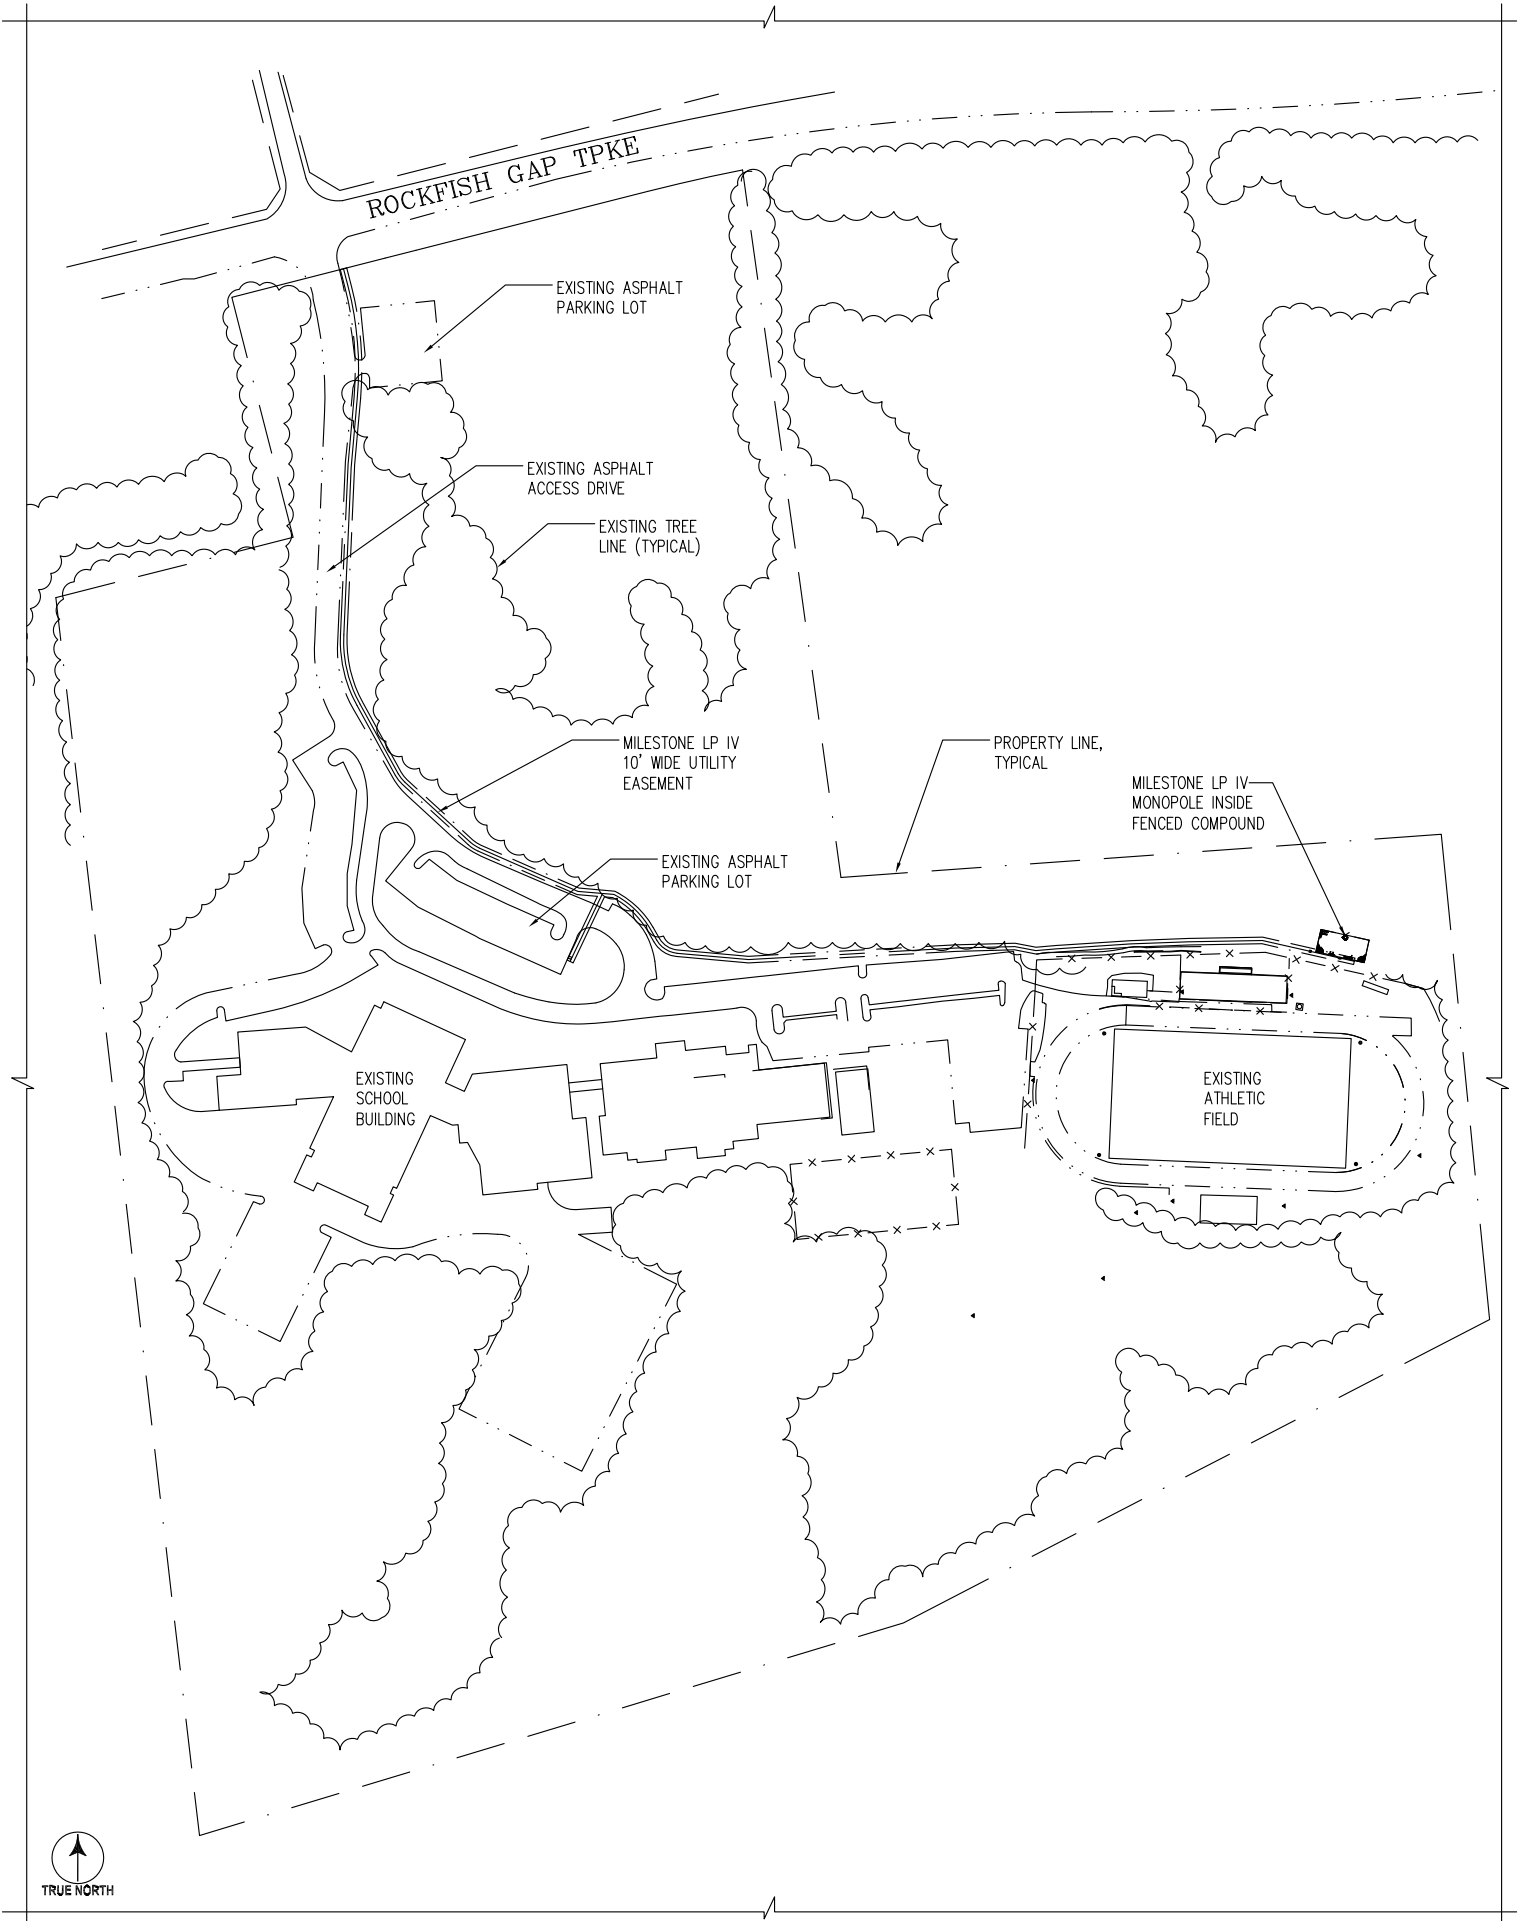 ROCKFISH GAP TPKE
EXISTING ASPHALT
PARKING LOT
EXISTING ASPHALT
ACCESS DRIVE
EXISTING TREE
LINE (TYPICAL)
MILESTONE LP IV
10' WIDE UTILITY
EASEMENT
PROPERTY LINE,
TYPICAL
MILESTONE LP IV
MONOPOLE INSIDE
FENCED COMPOUND
EXISTING ASPHALT
PARKING LOT
EXISTING
SCHOOL
BUILDING
EXISTING
ATHLETIC
FIELD
TRUE NORTH